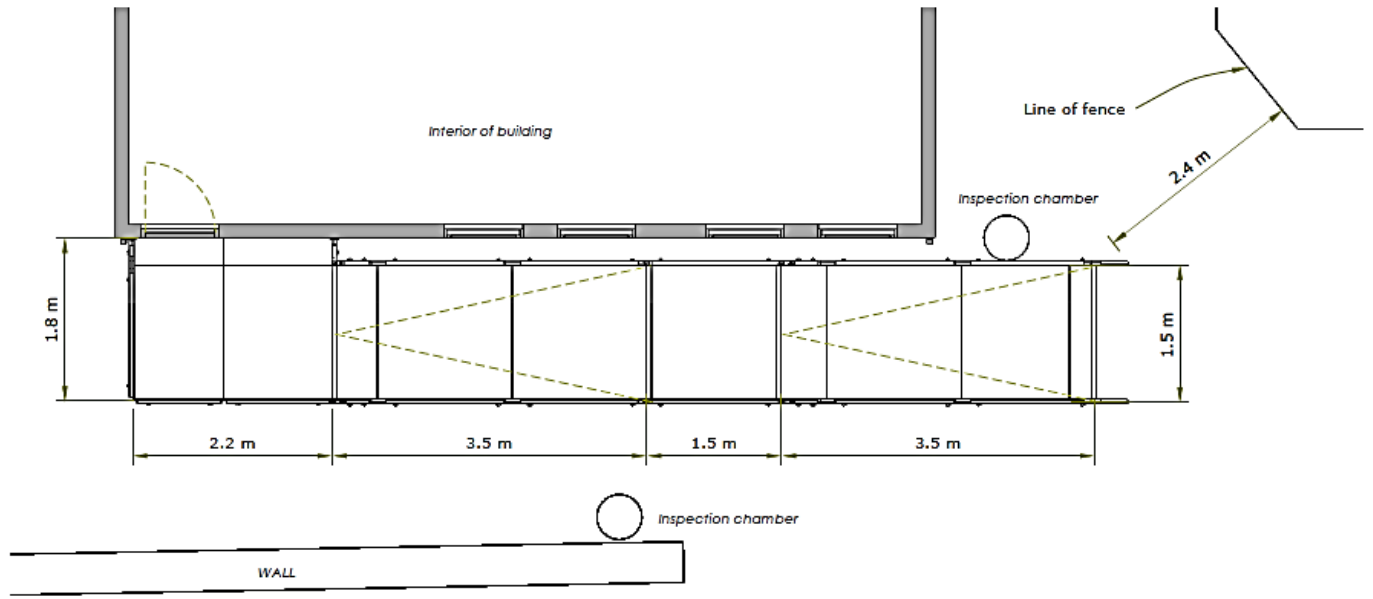 Interior of building
Line of fence
2.4 m
Inspection chamber
1.8 m
1.5 m
2.2 m
3.5 m
1.5 m
3.5 m
Inspection chamber
WALL